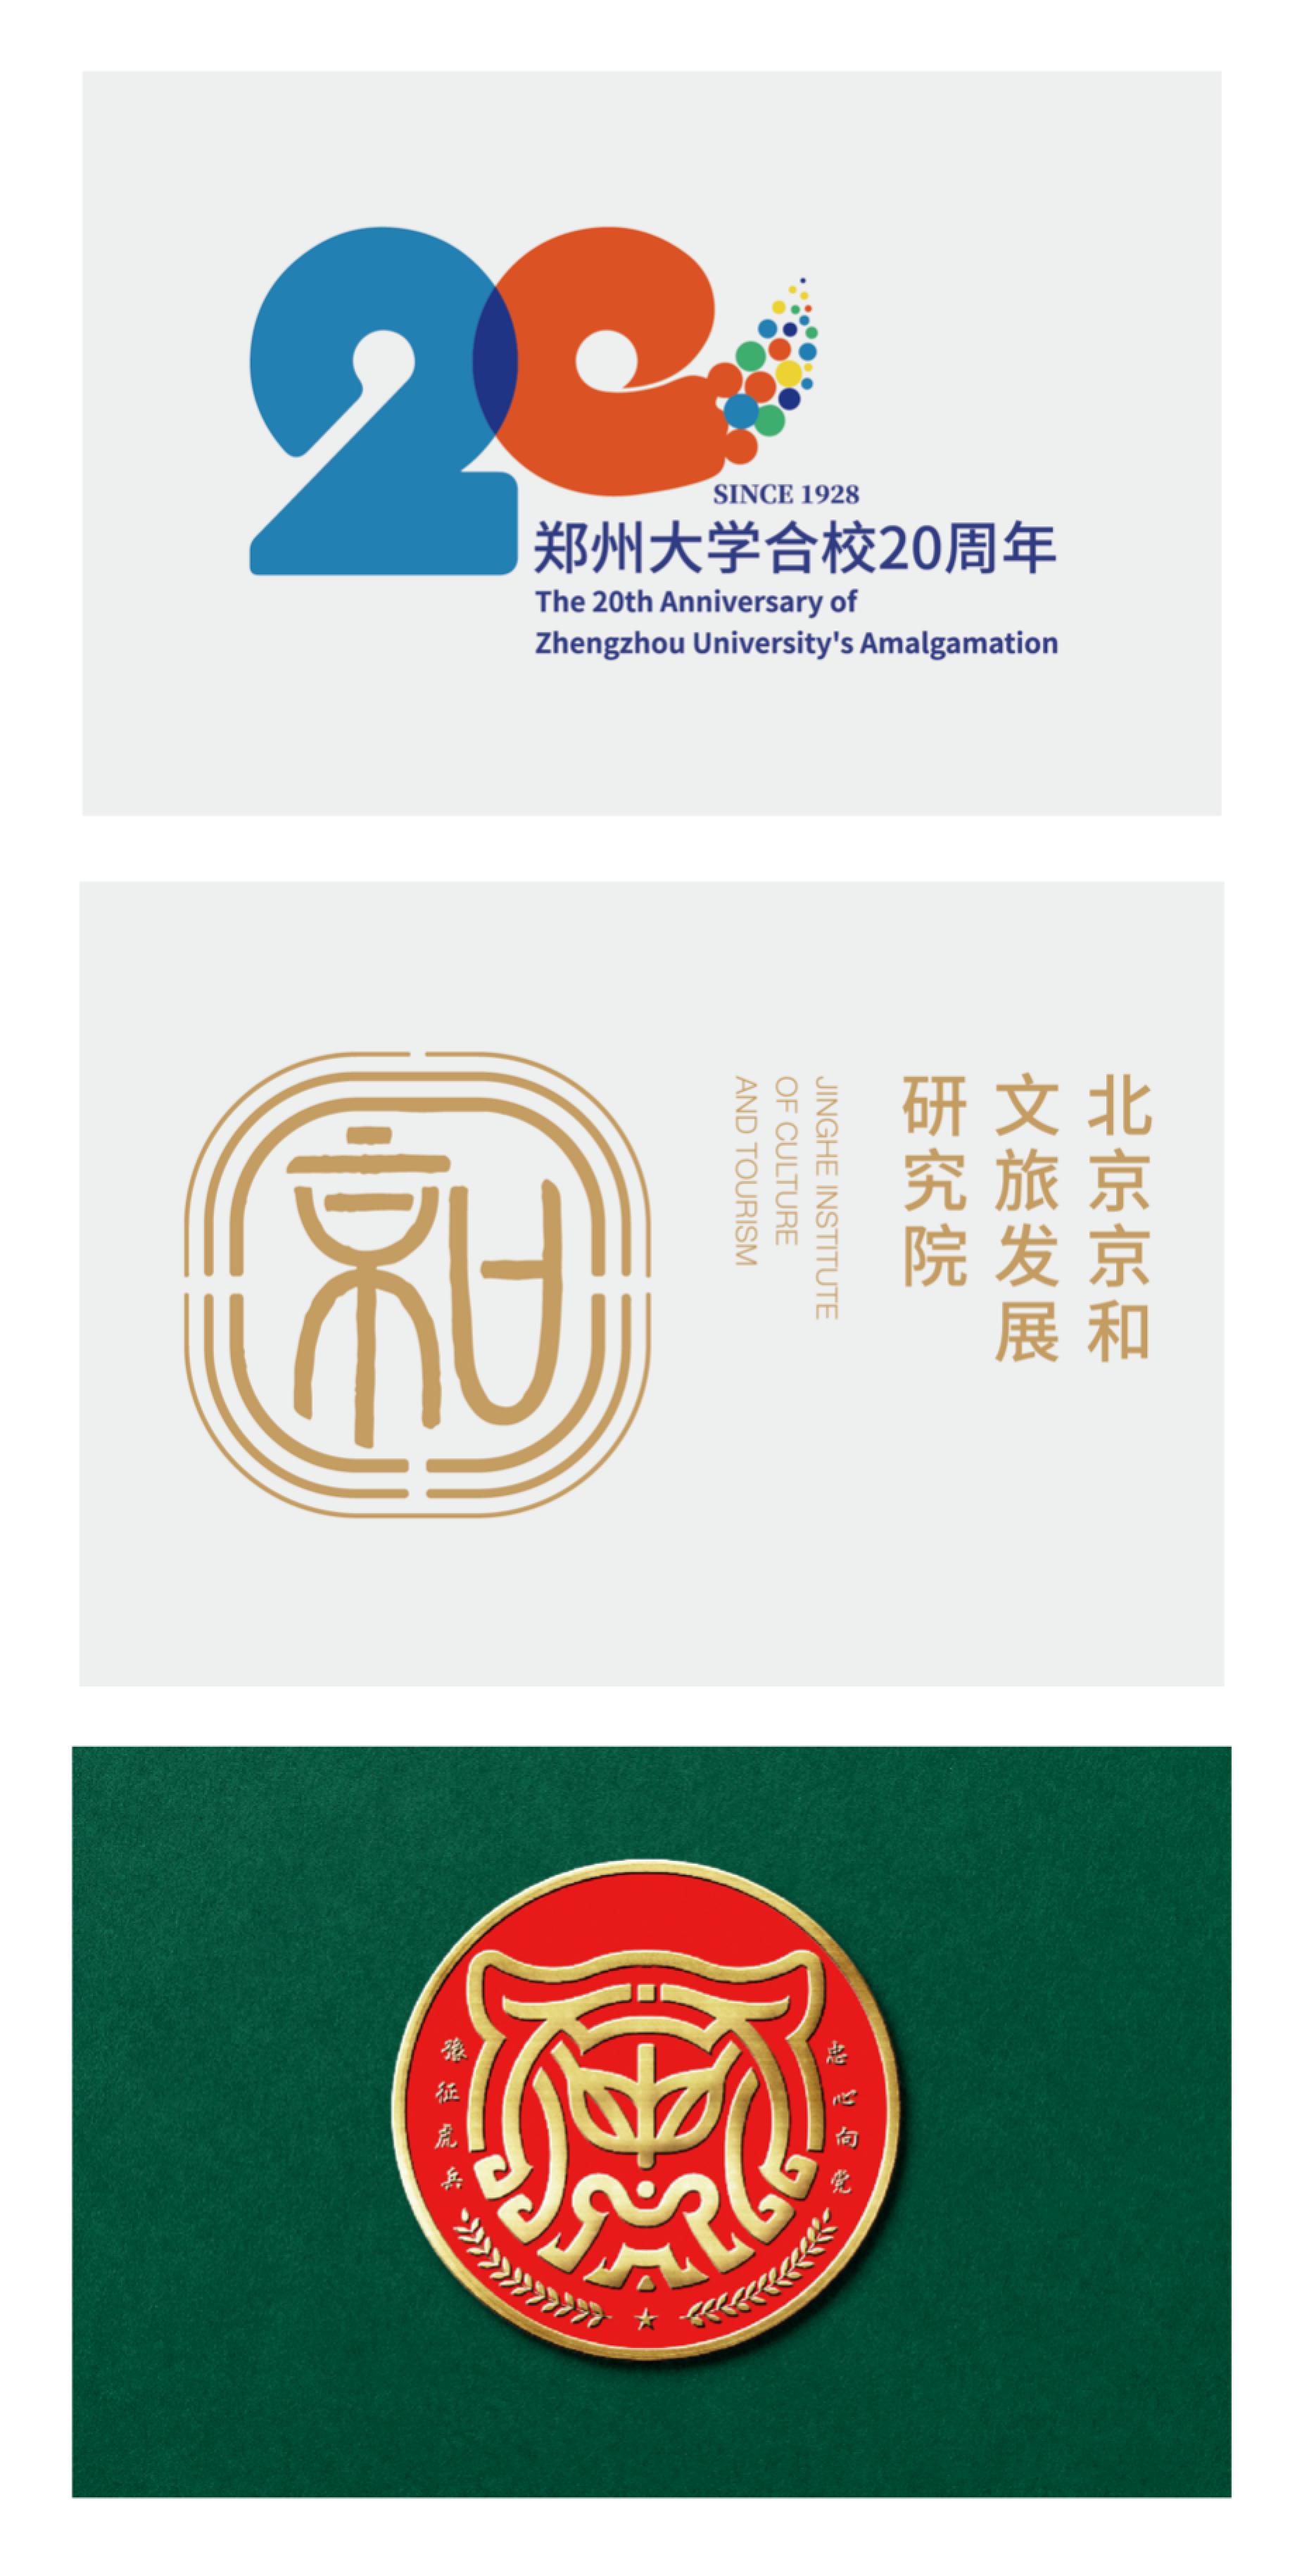 20
SINCE 1928
郑州大学合校20周年
The 20th Anniversary of
Zhengzhou University's Amalgamation
北京京和
文旅发展
研究院
JINGHE INSTITUTE
OF CULTURE
AND TOURISM
豫征虎兵
忠心向党